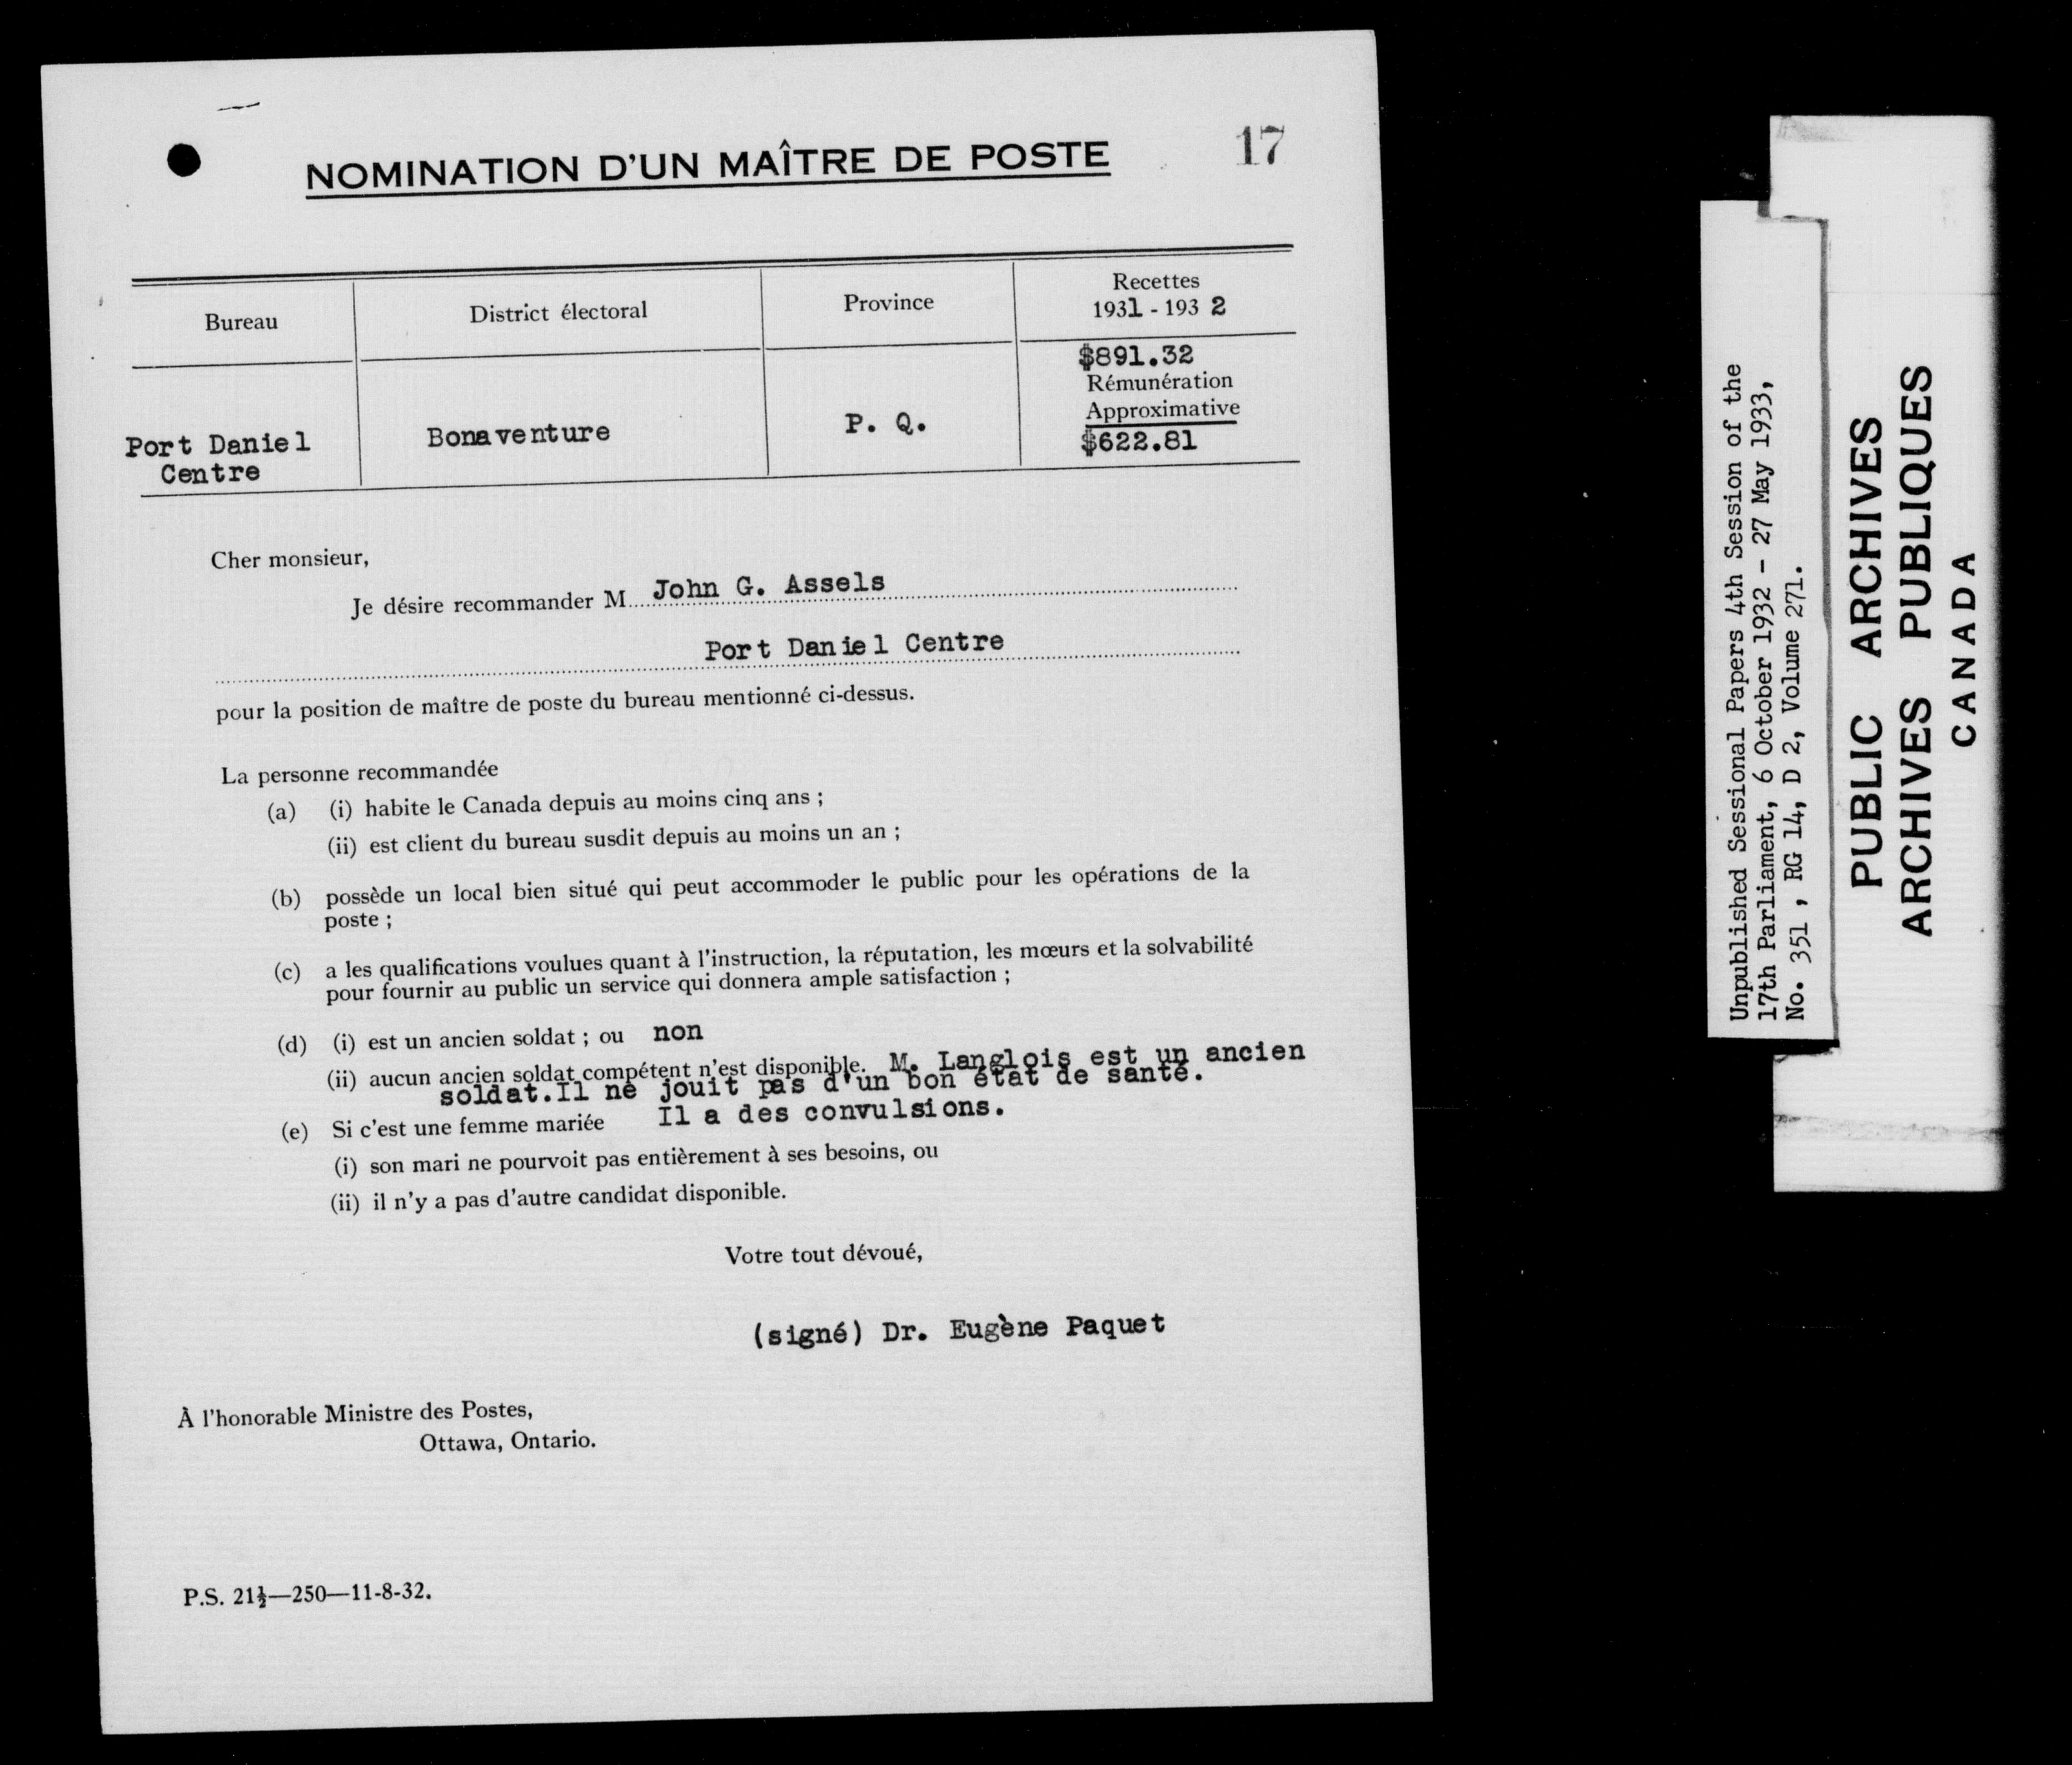 NOMINATION D'UN MAÎTRE DE POSTE
17
Bureau
District électoral
Province
Recettes
1931 - 193 2
$891.32
Rémunération
Approximative
$622.81
Port Daniel
Centre
Bonaventure
P. Q.
Cher monsieur,
Je désire recommander M. John G. Assels
Port Daniel Centre
pour la position de maître de poste du bureau mentionné ci-dessus.
La personne recommandée
(a) (i) habite le Canada depuis au moins cinq ans ;
(ii) est client du bureau susdit depuis au moins un an ;
(b) possède un local bien situé qui peut accommoder le public pour les opérations de la
poste ;
(c) a les qualifications voulues quant à l'instruction, la réputation, les mœurs et la solvabilité
pour fournir au public un service qui donnera ample satisfaction ;
(d) (i) est un ancien soldat ; ou non
(ii) aucun ancien soldat compétent n'est disponible. M. Langlois est un ancien
soldat. Il ne jouit pas d'un bon état de santé.
(e) Si c'est une femme mariée Il a des convulsions.
(i) son mari ne pourvoit pas entièrement à ses besoins, ou
(ii) il n'y a pas d'autre candidat disponible.
Votre tout dévoué,
(signé) Dr. Eugène Paquet
À l'honorable Ministre des Postes,
Ottawa, Ontario.
P.S. 21½—250—11-8-32.
Unpublished Sessional Papers 4th Session of the
17th Parliament, 6 October 1932 - 27 May 1933,
No. 351 , RG 14, D 2, Volume 271.
PUBLIC ARCHIVES
ARCHIVES PUBLIQUES
CANADA